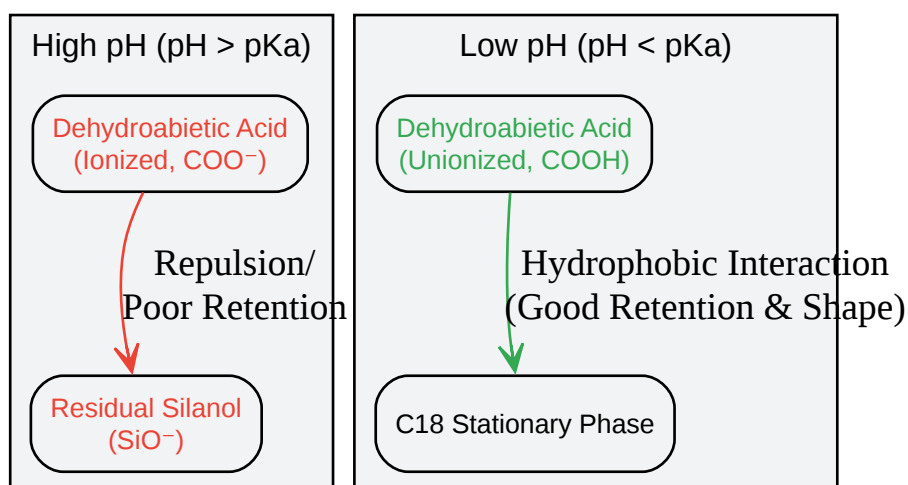 High pH (pH > pKa)
Dehydroabietic Acid
(Ionized, COO⁻)
Repulsion/
Poor Retention
Residual Silanol
(SiO⁻)
Low pH (pH < pKa)
Dehydroabietic Acid
(Unionized, COOH)
Hydrophobic Interaction
(Good Retention & Shape)
C18 Stationary Phase